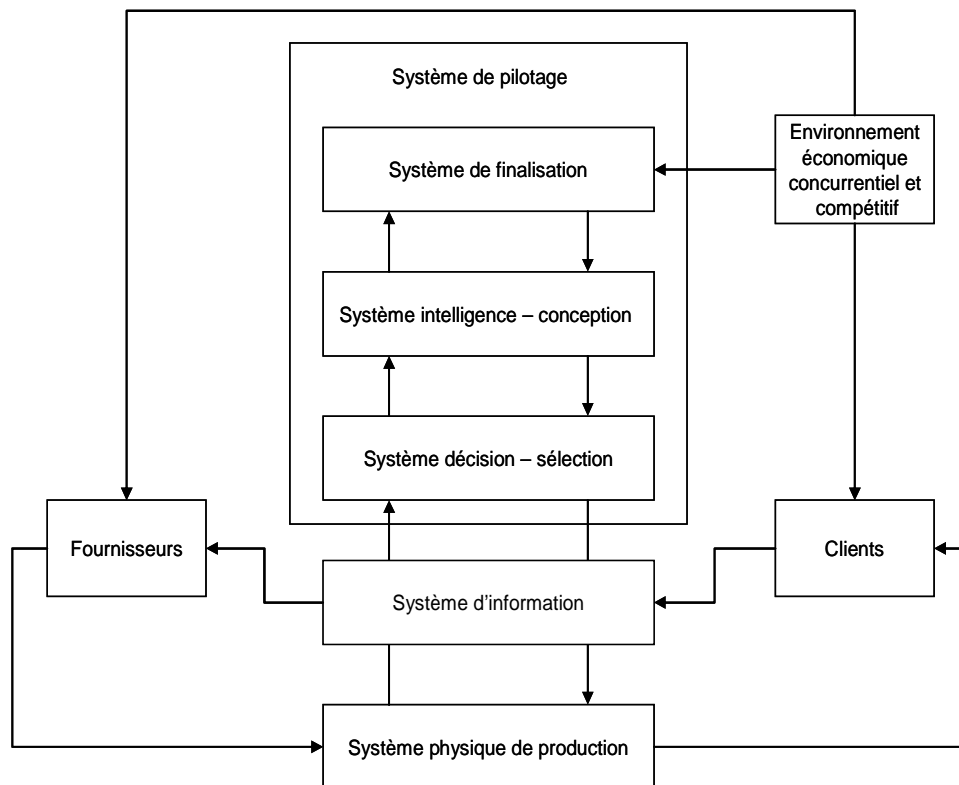 Système de pilotage
Système de finalisation
Environnement
économique
concurrentiel et
compétitif
Système intelligence – conception
Système décision – sélection
Fournisseurs
Clients
Système d'information
Système physique de production